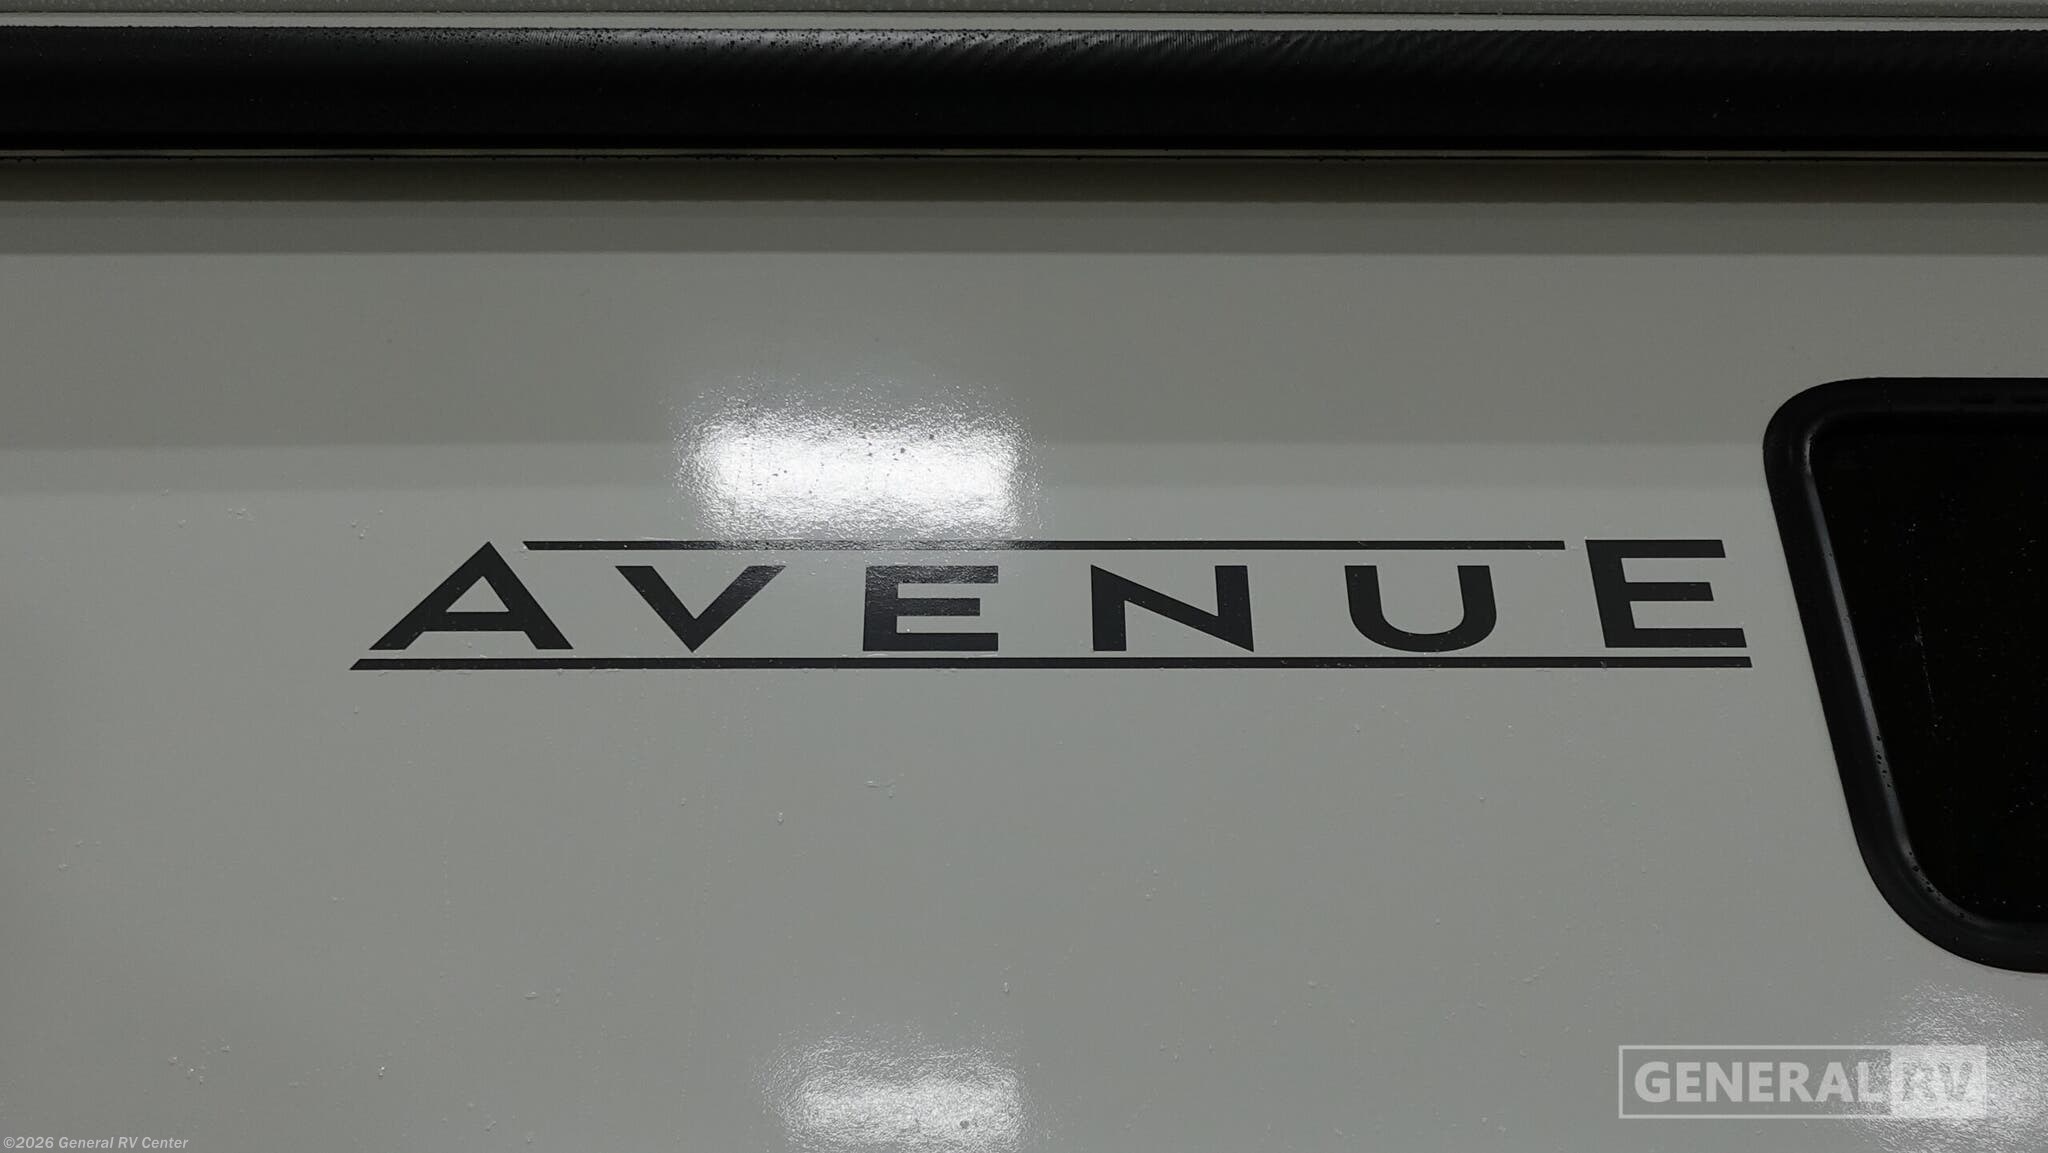 AVENUE
GENERAL RV
©2026 General RV Center